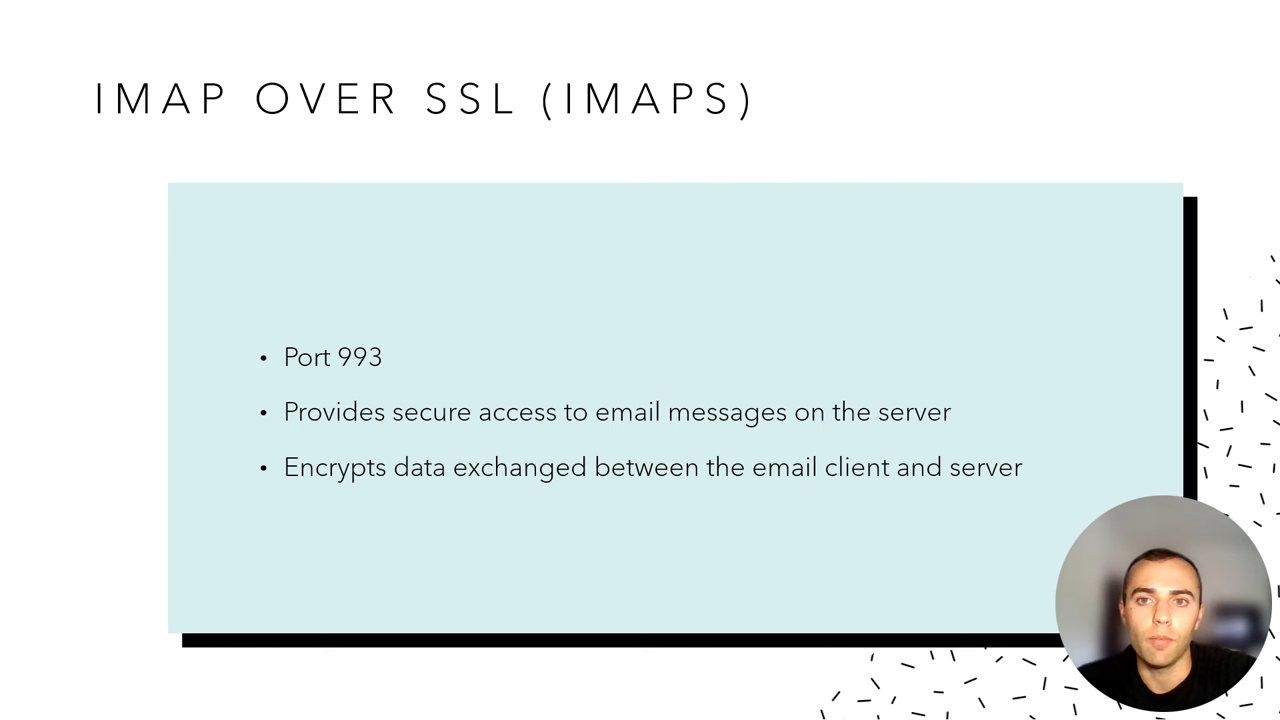 IMAP OVER SSL (IMAPS)
• Port 993
• Provides secure access to email messages on the server
• Encrypts data exchanged between the email client and server